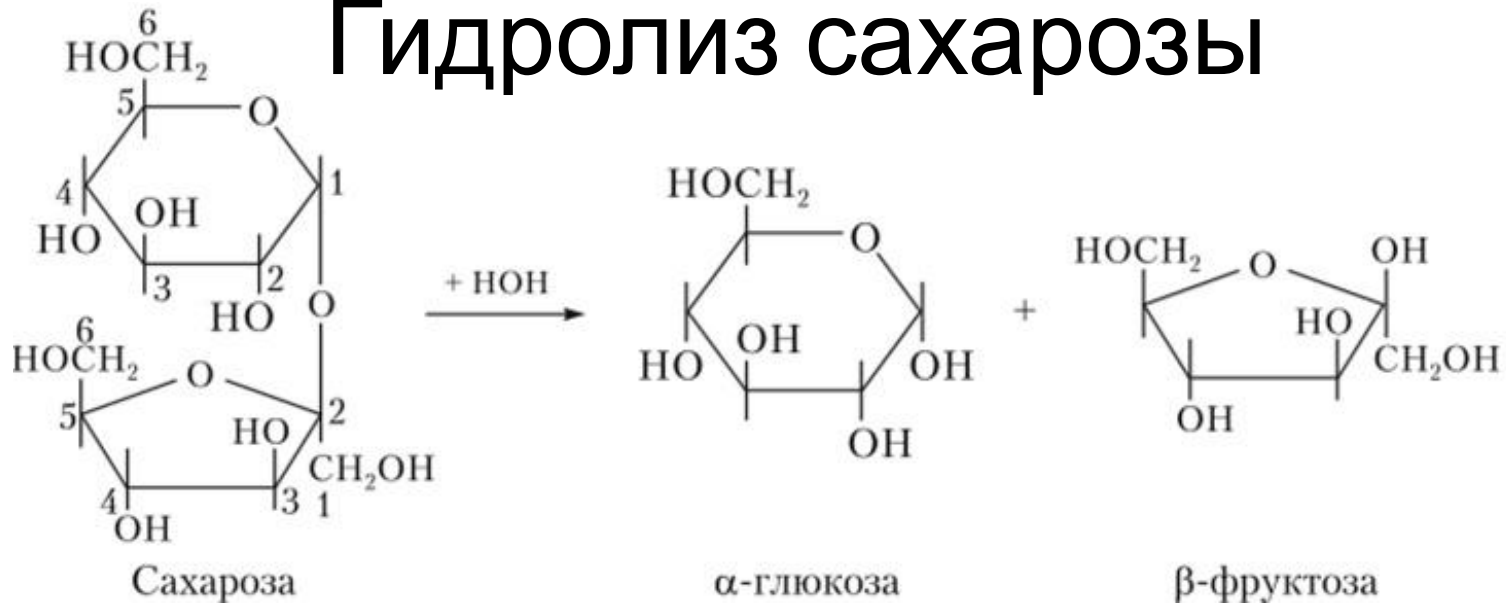 Гидролиз сахарозы
6
HOCH₂
5
O
4
1
OH
HO
3
2
HO
O
6
HOCH₂
O
5
2
HO
CH₂OH
4
3
1
OH
Сахароза
+ HOH
HOCH₂
O
OH
HO
OH
OH
α-глюкоза
+
HOCH₂
O
OH
HO
CH₂OH
OH
β-фруктоза